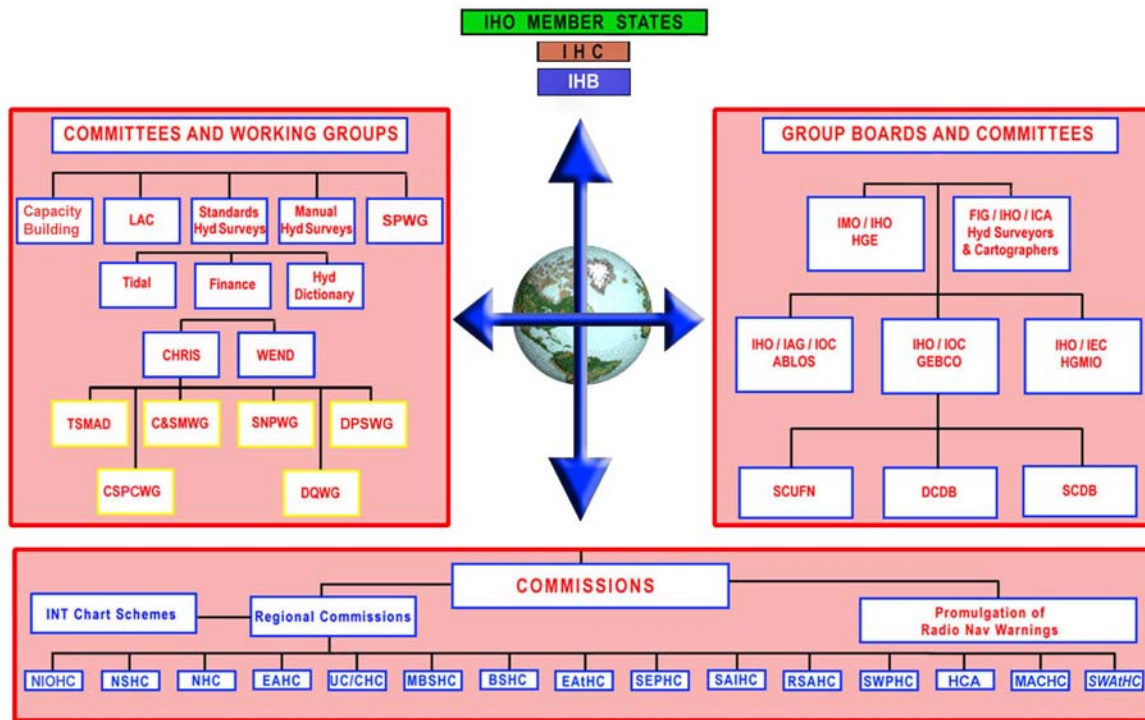 IHO MEMBER STATES
IHC
IHB
COMMITTEES AND WORKING GROUPS
Capacity
Building
LAC
Standards
Hyd Surveys
Manual
Hyd Surveys
SPWG
Tidal
Finance
Hyd
Dictionary
CHRIS
WEND
TSMAD
C&SMWG
SNPWG
DPSWG
CSPCWG
DQWG
GROUP BOARDS AND COMMITTEES
IMO / IHO
HGE
FIG / IHO / ICA
Hyd Surveyors
& Cartographers
IHO / IAG / IOC
ABLOS
IHO / IOC
GEBCO
IHO / IEC
HGMIO
SCUFN
DCDB
SCDB
COMMISSIONS
INT Chart Schemes
Regional Commissions
Promulgation of
Radio Nav Warnings
NIOHC
NSHC
NHC
EAHC
UC/CHC
MBSHC
BSHC
EAtHC
SEPHC
SAIHC
RSAHC
SWPHC
HCA
MACHC
SWAtHC